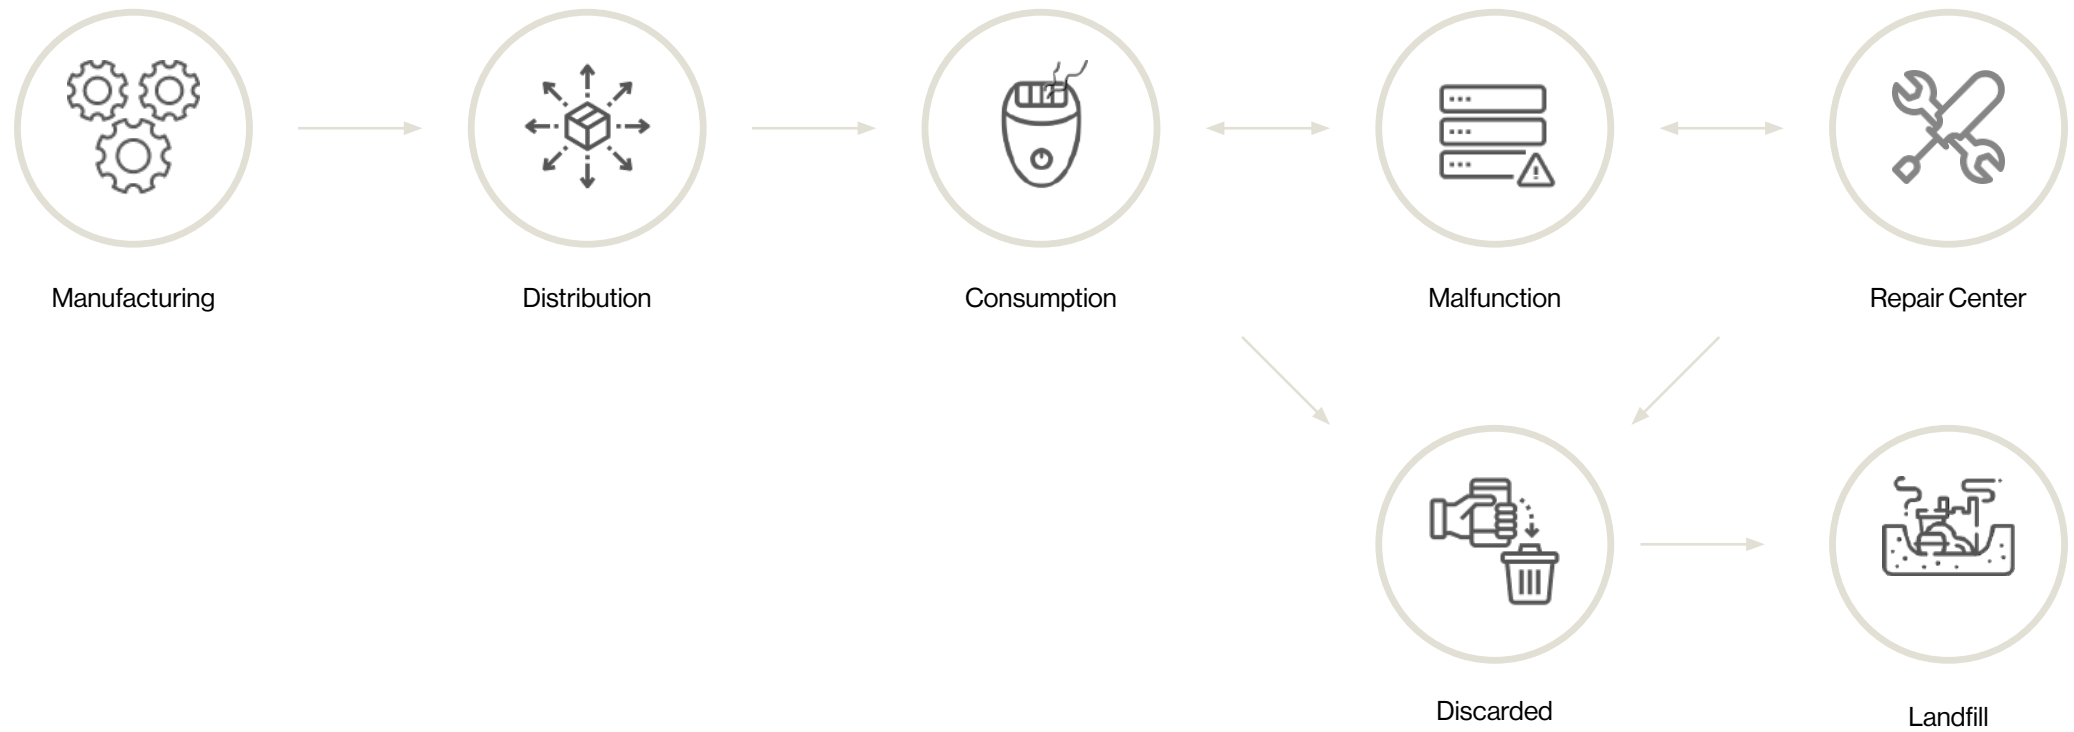 Manufacturing
Distribution
Consumption
Malfunction
Repair Center
Discarded
Landfill